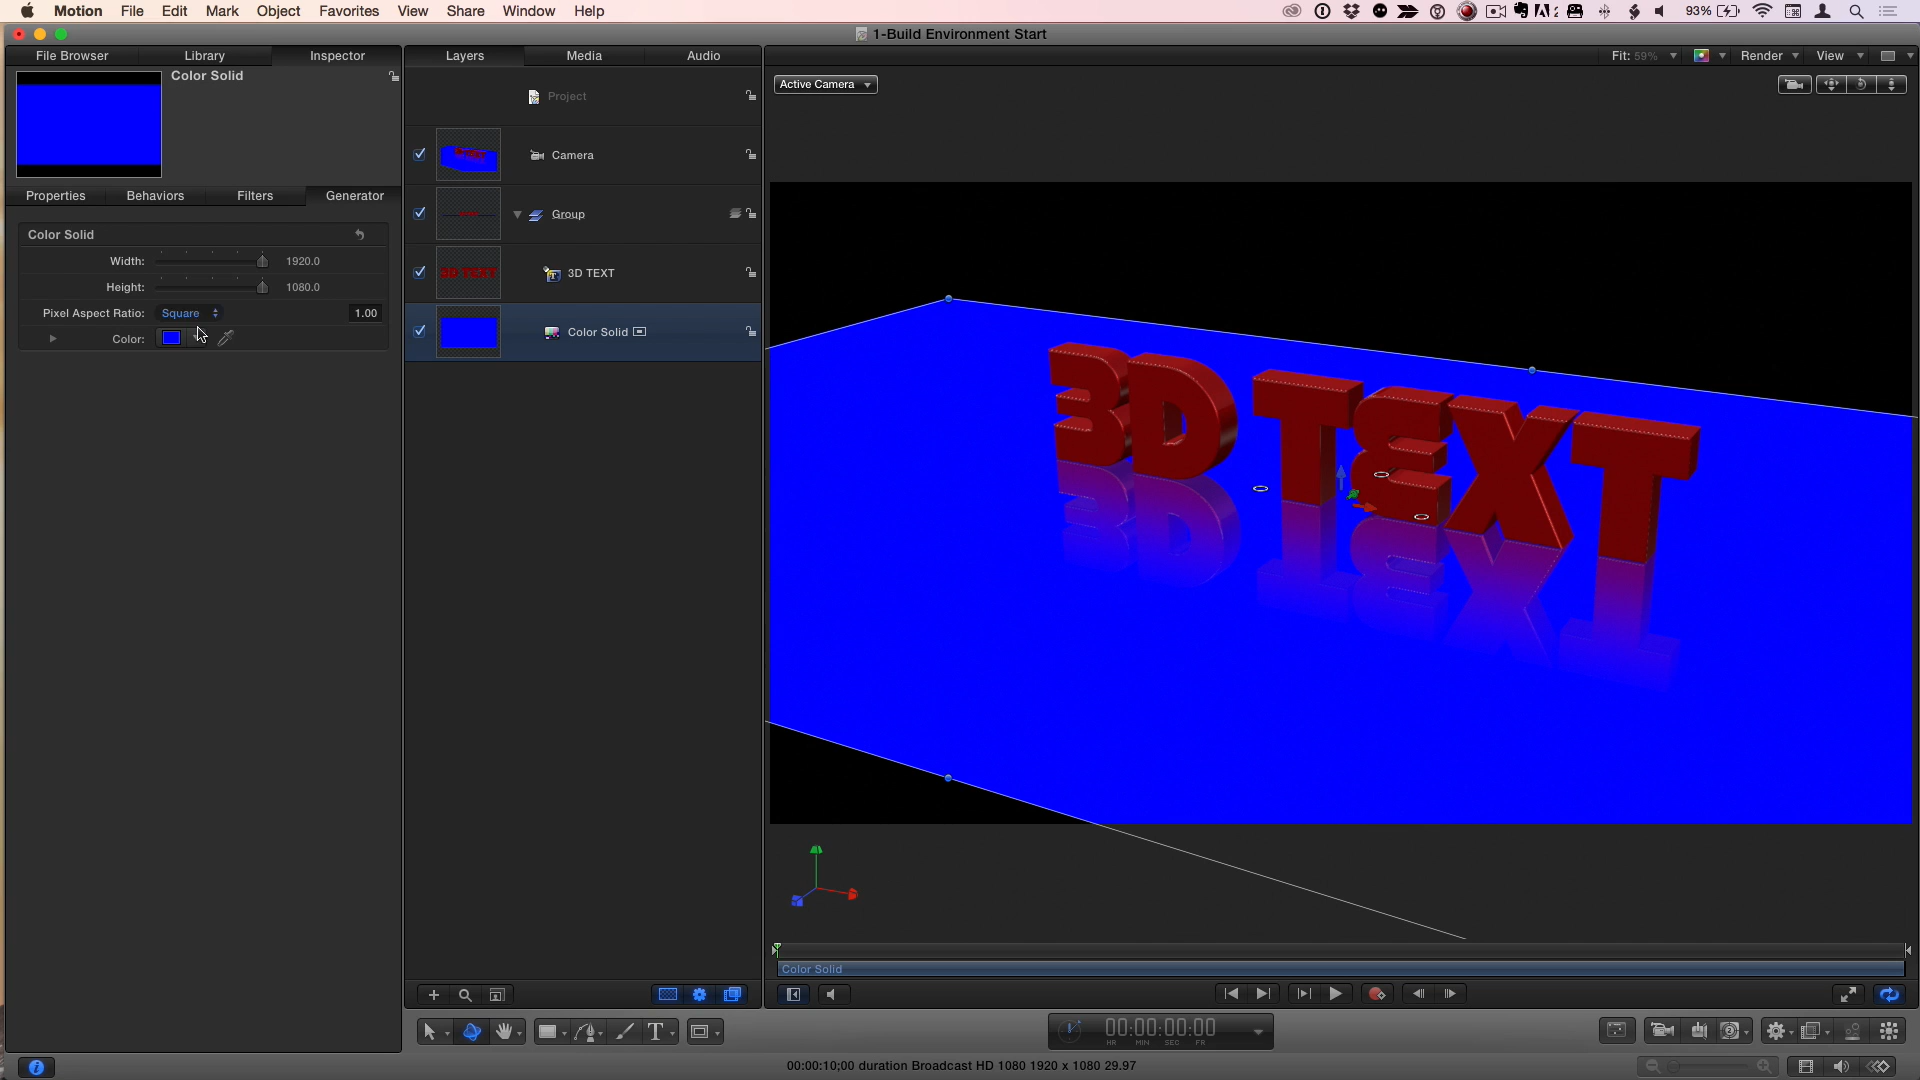 Motion File Edit Mark Object Favorites View Share Window Help 93%
1-Build Environment Start
File Browser Library Inspector Layers Media Audio Fit: 59% Render View
Color Solid
Active Camera
Project
Camera
Properties Behaviors Filters Generator
Group
Color Solid
Width: 1920.0
3D TEXT
Height: 1080.0
Pixel Aspect Ratio: Square 1.00
Color:
Color Solid
3D TEXT
Color Solid
00:00:00:00
HR MIN SEC FR
00:00:10;00 duration Broadcast HD 1080 1920 x 1080 29.97